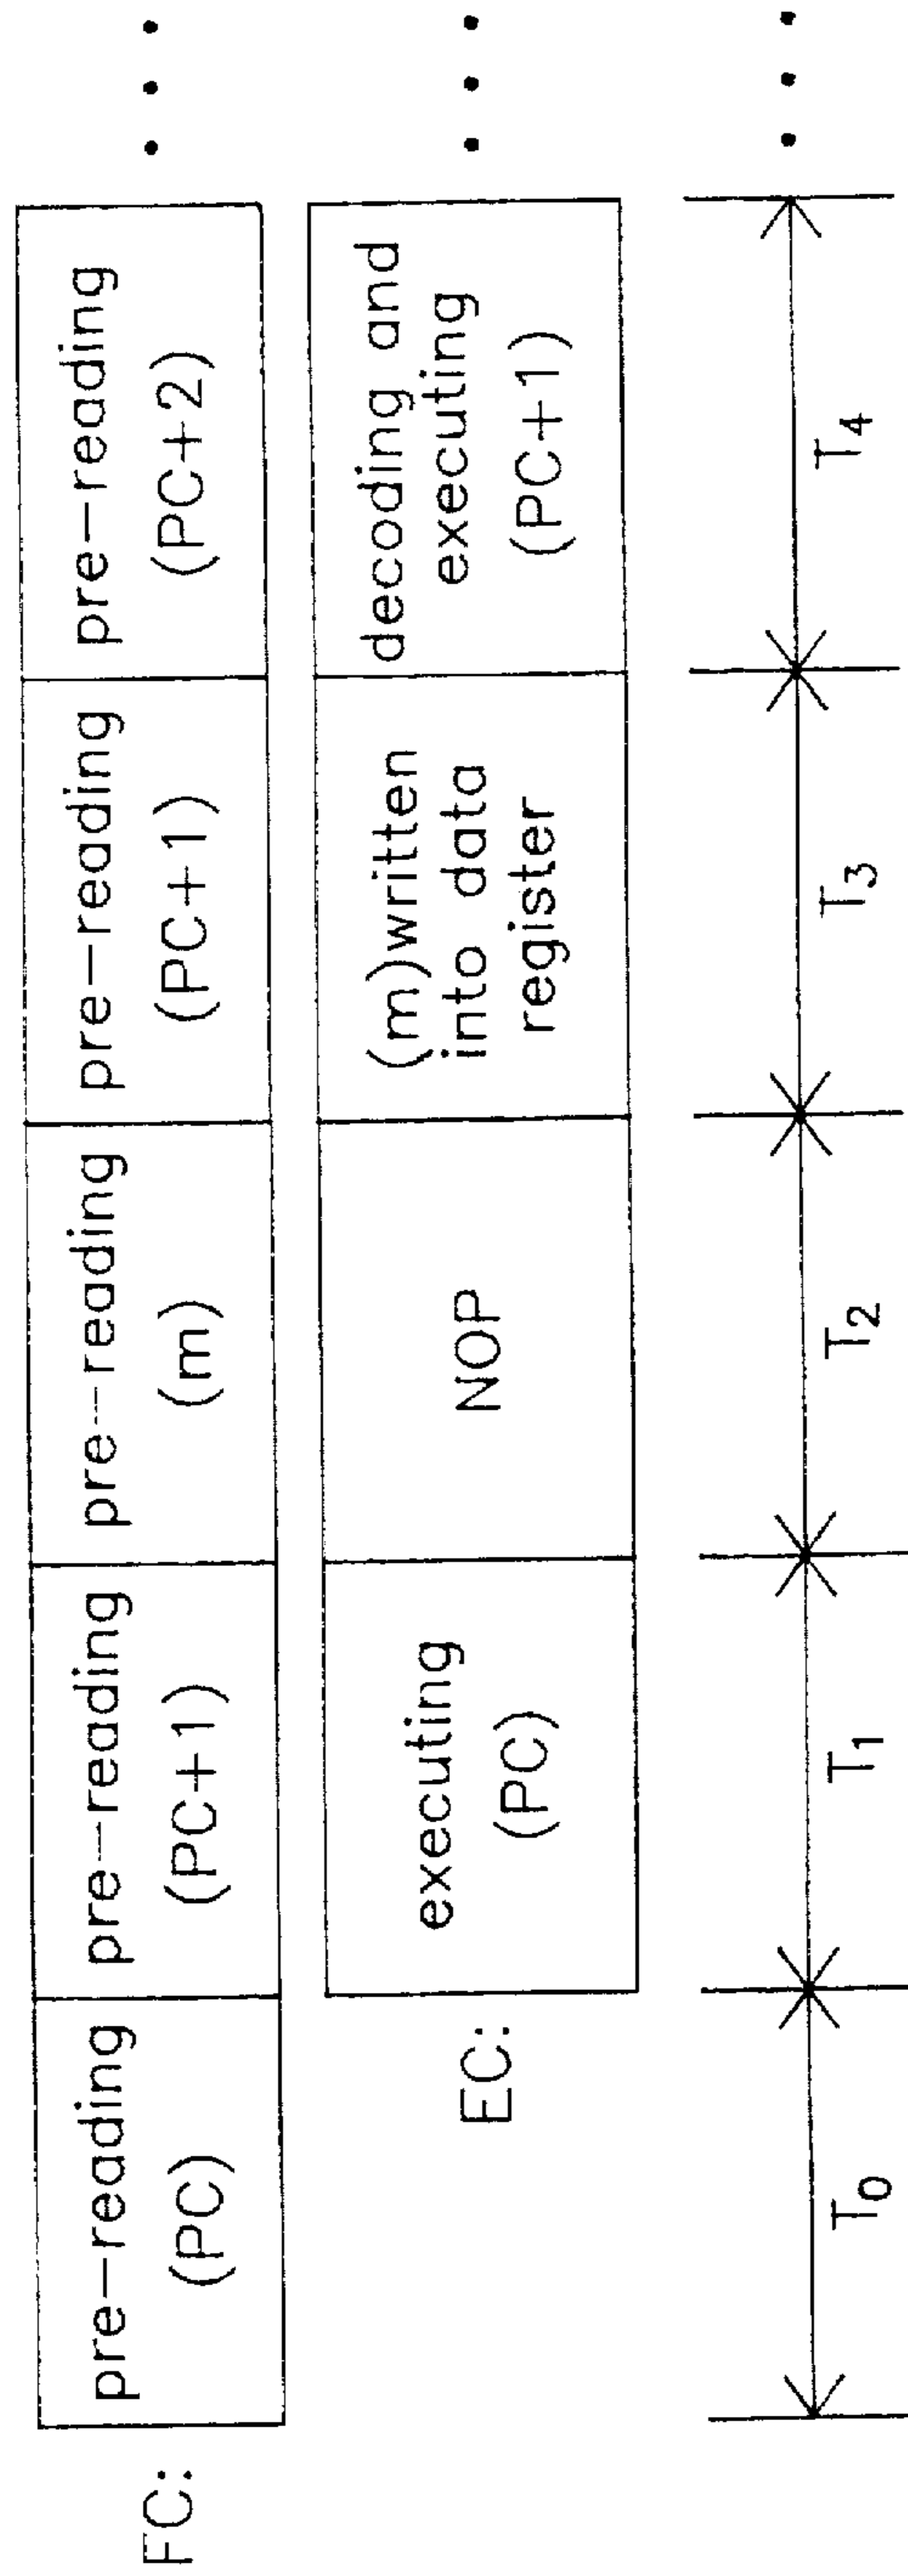 FC:
pre-reading
(PC)
pre-reading
(PC+1)
pre-reading
(m)
pre-reading
(PC+1)
pre-reading
(PC+2)
EC:
executing
(PC)
NOP
(m)written
into data
register
decoding and
executing
(PC+1)
T0
T1
T2
T3
T4